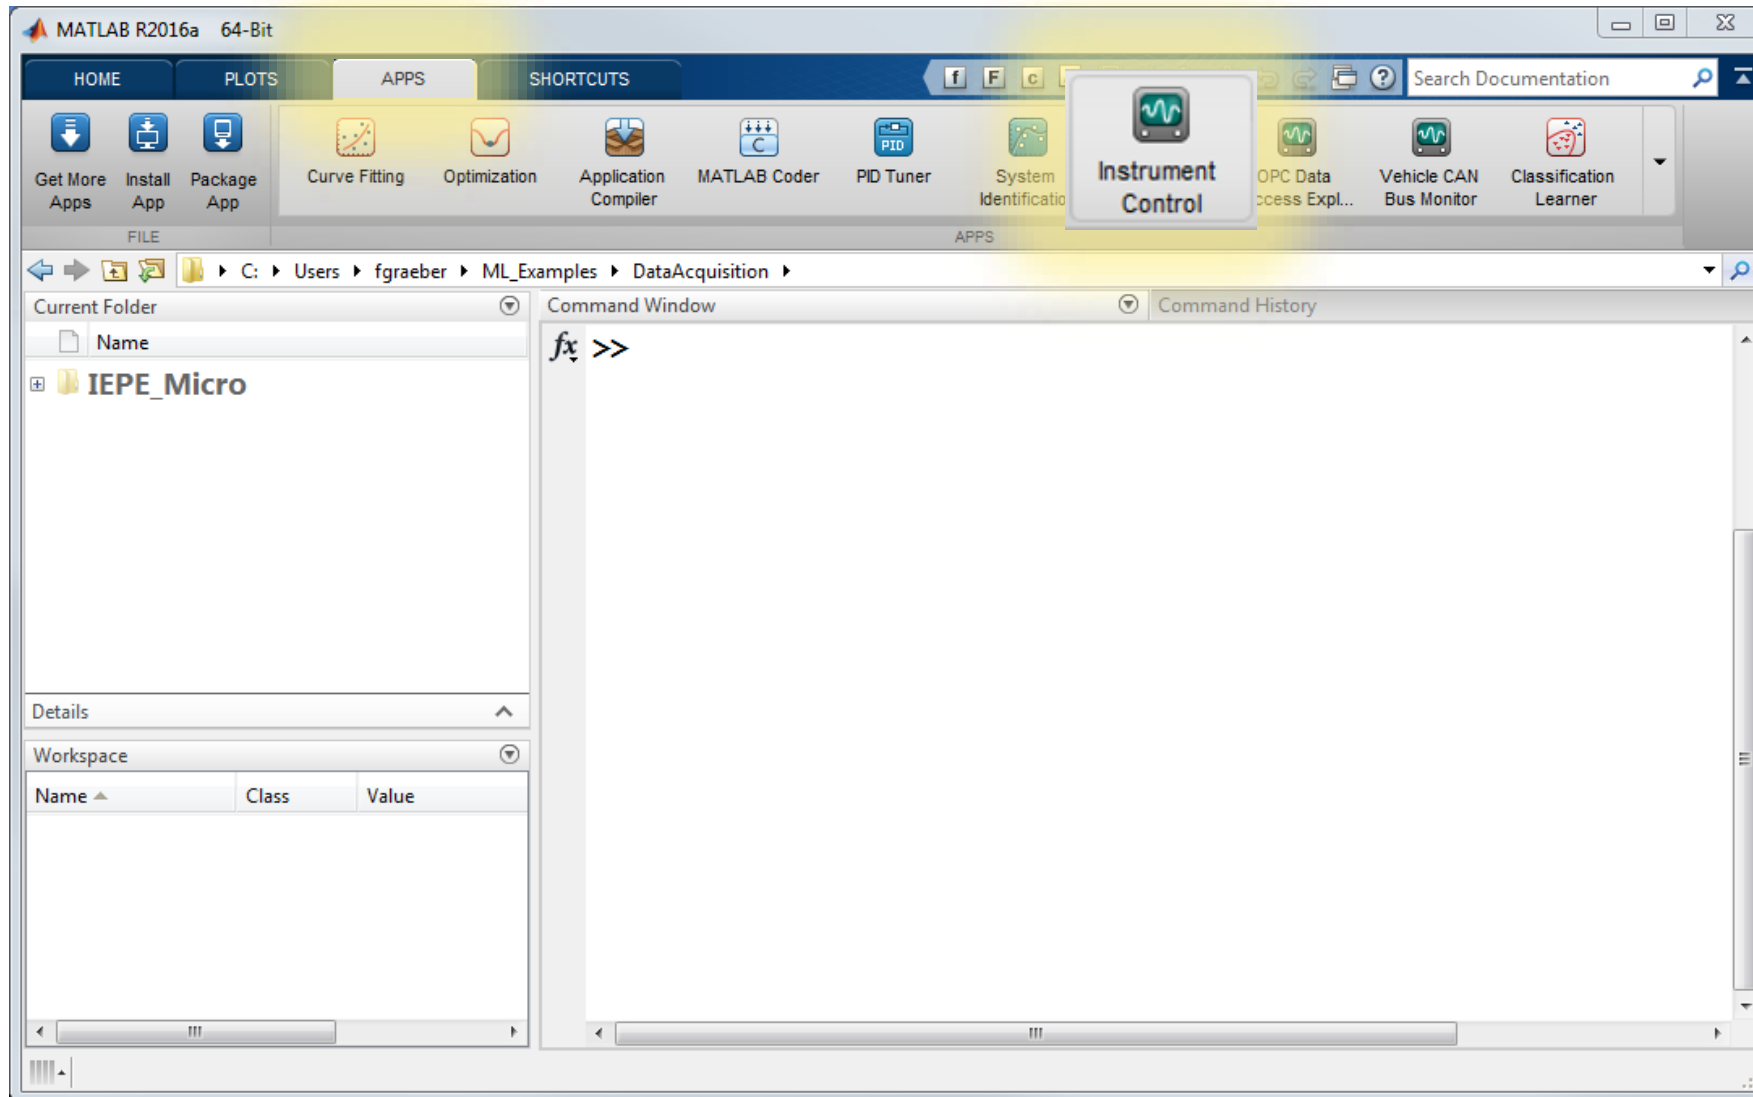 MATLAB R2016a 64-Bit
HOME PLOTS APPS SHORTCUTS
f F c
Search Documentation
Get More Apps
Install App
Package App
Curve Fitting
Optimization
Application Compiler
C
MATLAB Coder
PID
PID Tuner
System
Instrument
Control
OPC Data
Expl...
Vehicle CAN
Bus Monitor
Classification
Learner
FILE
APPS
C: Users fgraeber ML_Examples DataAcquisition
Current Folder
Name
IEPE_Micro
Details
Workspace
Name Class Value
Command Window
Command History
fx >>